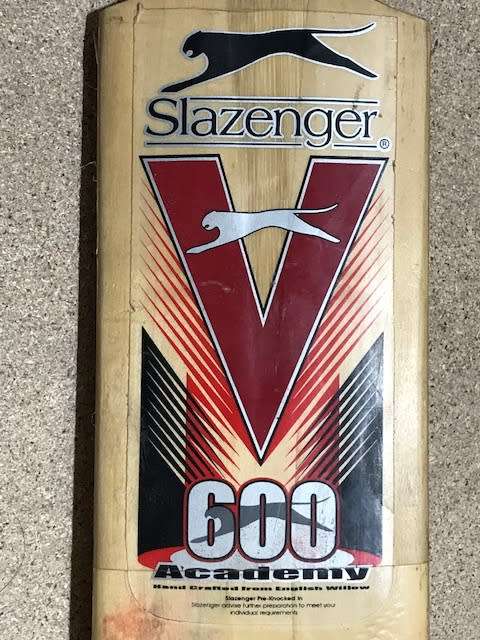 Slazenger®
V
600
Academy
Hand Crafted from English Willow
Slazenger Pre-Knocked In
Slazenger advise further preparation to meet your
individual requirements